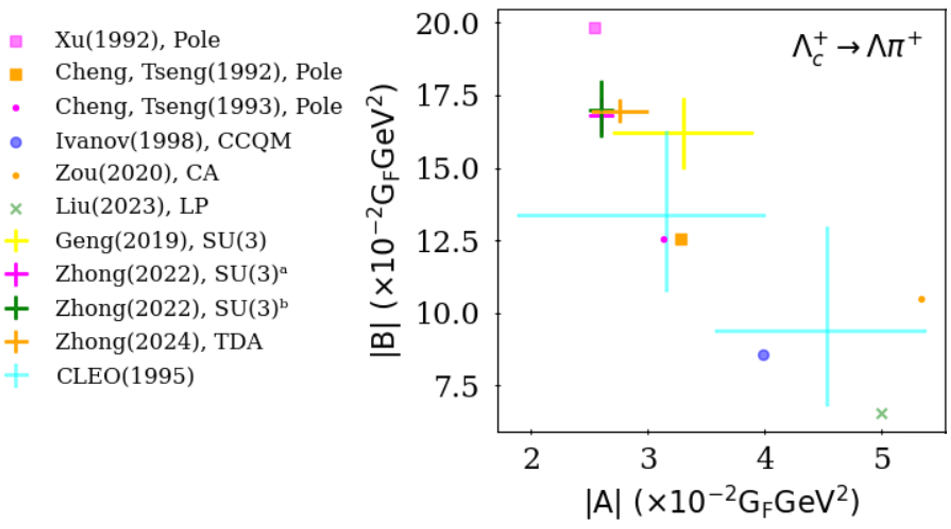 Xu(1992), Pole
Cheng, Tseng(1992), Pole
Cheng, Tseng(1993), Pole
Ivanov(1998), CCQM
Zou(2020), CA
Liu(2023), LP
Geng(2019), SU(3)
Zhong(2022), SU(3)ᵃ
Zhong(2022), SU(3)ᵇ
Zhong(2024), TDA
CLEO(1995)
|B| (×10⁻²G_FGeV²)
20.0
17.5
15.0
12.5
10.0
7.5
Λ_c⁺ → Λπ⁺
2 3 4 5
|A| (×10⁻²G_FGeV²)